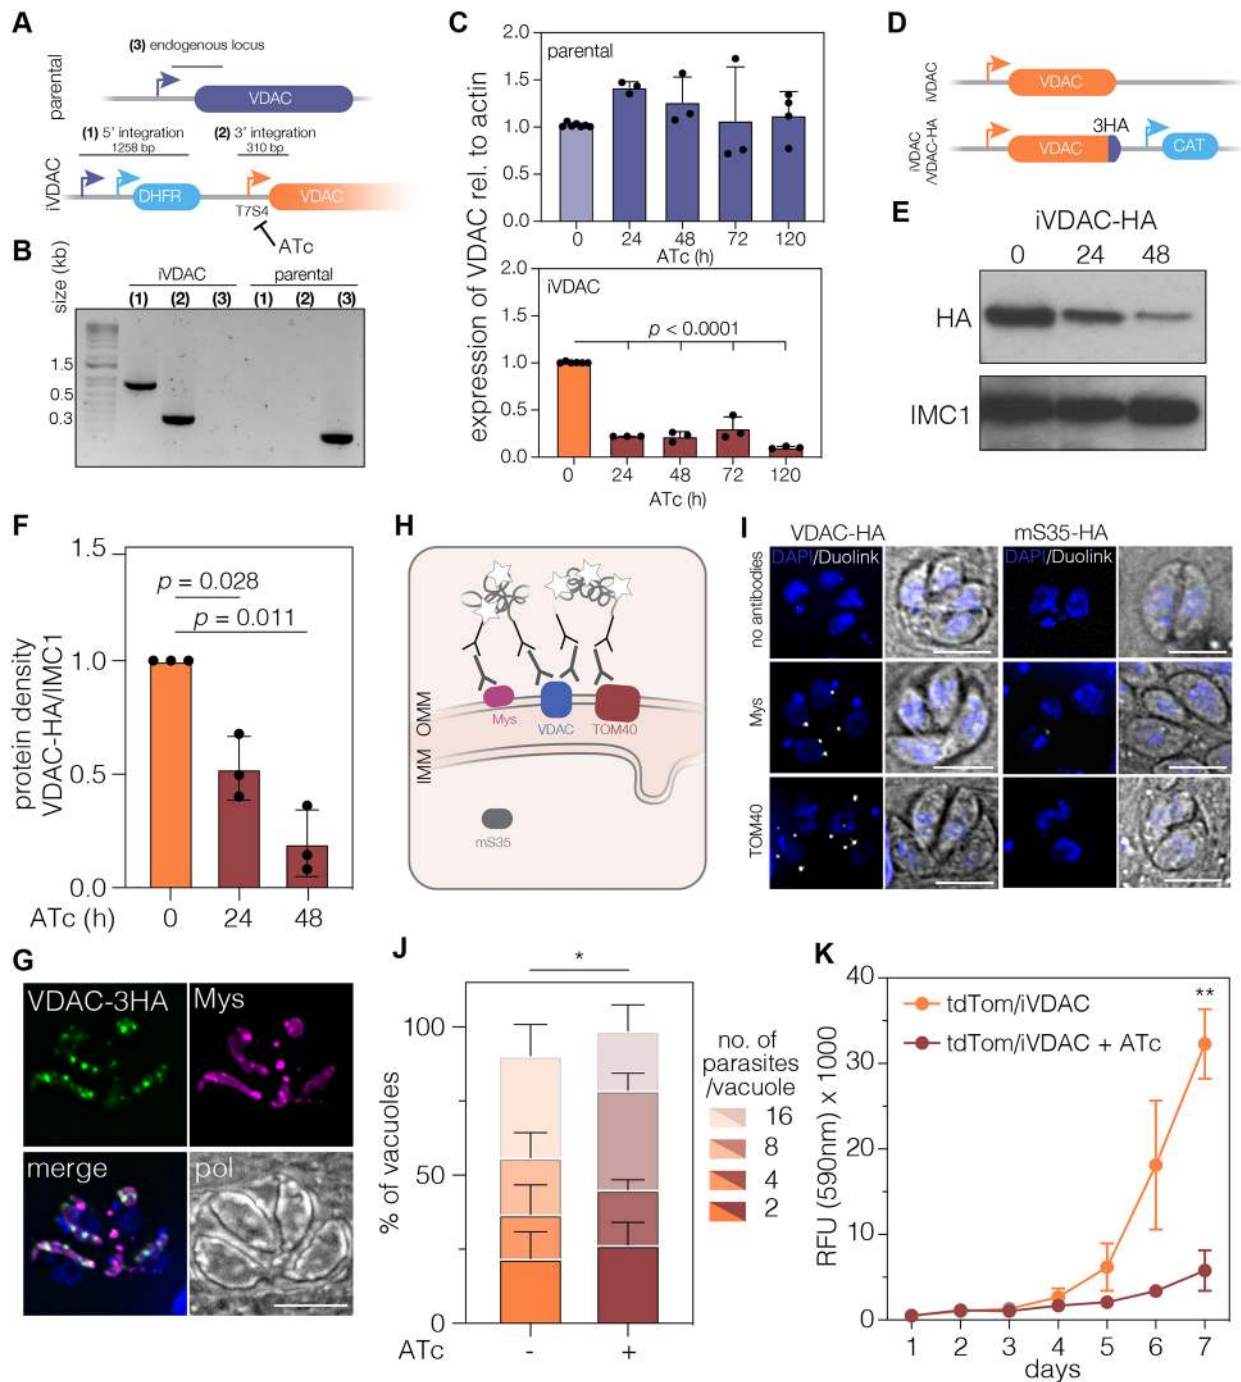 A
(3) endogenous locus
parental
VDAC
(1) 5' integration
1258 bp
(2) 3' integration
310 bp
iVDAC
DHFR
VDAC
T7S4
ATc
B
size (kb)
iVDAC
parental
(1) (2) (3) (1) (2) (3)
1.5
0.5
0.3
C
expression of VDAC rel. to actin
parental
2.0
1.5
1.0
0.5
0.0
0 24 48 72 120
ATc (h)
iVDAC
p < 0.0001
2.0
1.5
1.0
0.5
0.0
0 24 48 72 120
ATc (h)
D
iVDAC
VDAC
iVDAC
/VDAC-HA
VDAC
3HA
CAT
E
iVDAC-HA
0 24 48
HA
IMC1
F
protein density
VDAC-HA/IMC1
1.5
1.0
0.5
0.0
p = 0.028
p = 0.011
ATc (h) 0 24 48
G
VDAC-3HA
Mys
merge
pol
H
IMM OMM
Mys
VDAC
TOM40
mS35
I
VDAC-HA
mS35-HA
DAPI/Duolink
DAPI/Duolink
no antibodies
Mys
TOM40
J
*
% of vacuoles
100
50
0
ATc - +
no. of
parasites
/vacuole
16
8
4
2
K
RFU (590nm) x 1000
40
30
20
10
0
tdTom/iVDAC
tdTom/iVDAC + ATc
**
1 2 3 4 5 6 7
days